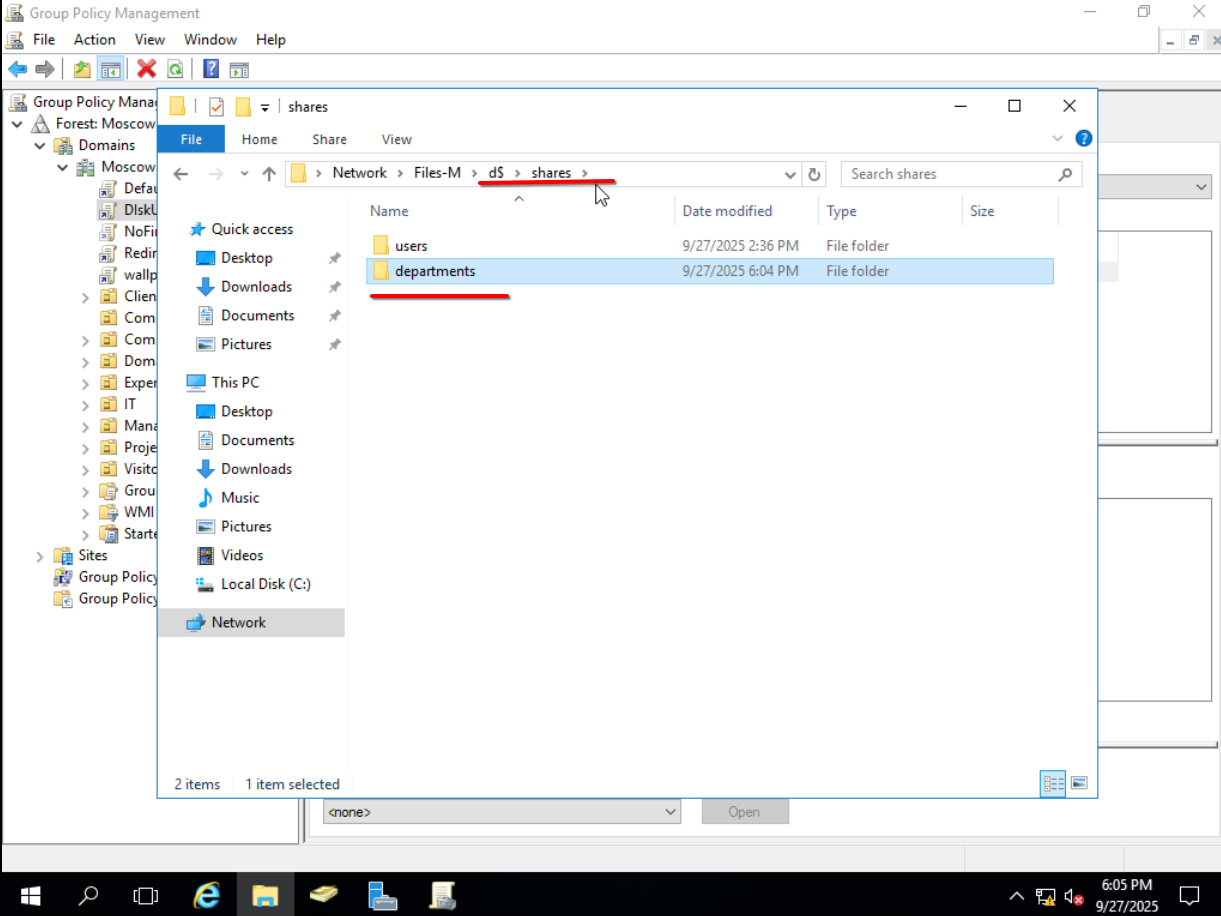 Group Policy Management
File Action View Window Help
Group Policy Mana
Forest: Moscow
Domains
Moscow
Defau
DIskU
NoFi
Redir
wallp
Clien
Com
Com
Dom
Exper
IT
Mana
Proje
Visito
Grou
WMI
Starte
Sites
Group Policy
Group Policy
shares
File Home Share View
Network Files-M d$ shares
Search shares
Name Date modified Type Size
users 9/27/2025 2:36 PM File folder
departments 9/27/2025 6:04 PM File folder
Quick access
Desktop
Downloads
Documents
Pictures
This PC
Desktop
Documents
Downloads
Music
Pictures
Videos
Local Disk (C:)
Network
2 items 1 item selected
<none> Open
6:05 PM
9/27/2025